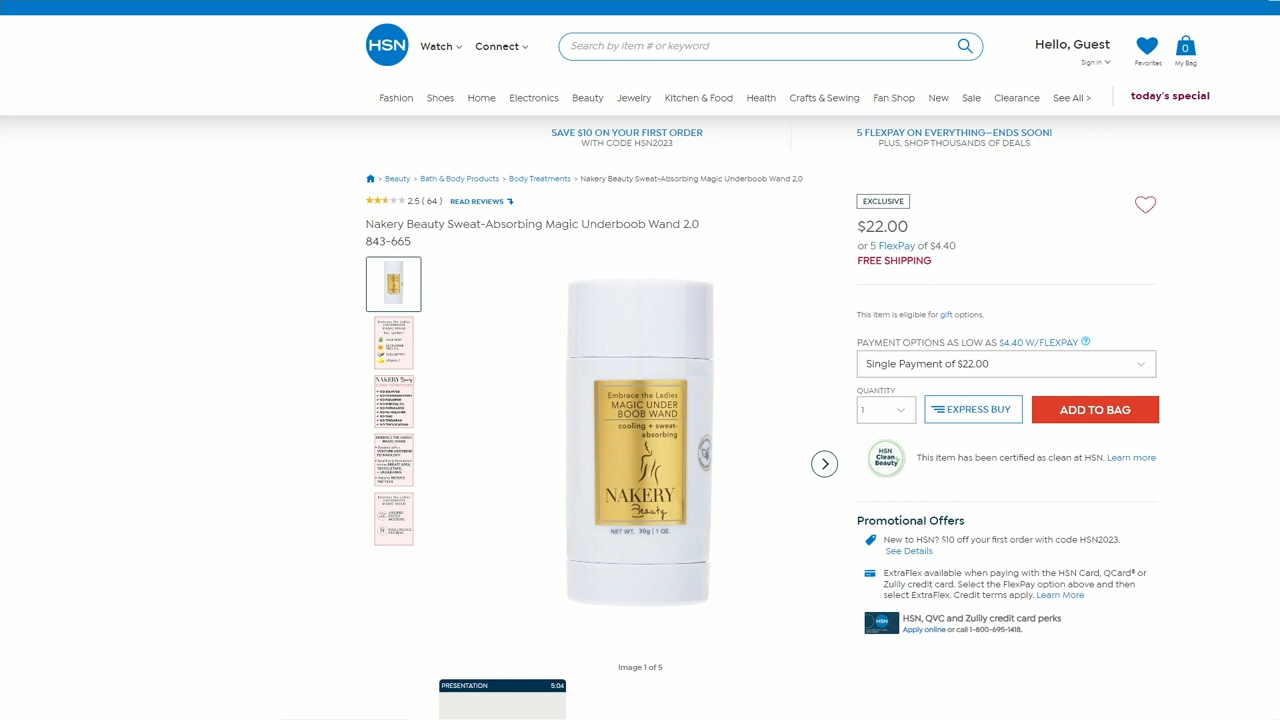 HSN
Watch
Connect
Search by item # or keyword
Hello, Guest
Sign In
Favorites
0
My Bag
Fashion Shoes Home Electronics Beauty Jewelry Kitchen & Food Health Crafts & Sewing Fan Shop New Sale Clearance See All > today's special
SAVE $10 ON YOUR FIRST ORDER
WITH CODE HSN2023
5 FLEXPAY ON EVERYTHING—ENDS SOON!
PLUS, SHOP THOUSANDS OF DEALS
> Beauty > Bath & Body Products > Body Treatments > Nakery Beauty Sweat-Absorbing Magic Underboob Wand 2.0
2.5 ( 64 ) READ REVIEWS
Nakery Beauty Sweat-Absorbing Magic Underboob Wand 2.0
843-665
Embrace the Ladies
MAGIC UNDER
BOOB WAND
cooling + sweat-
absorbing
NAKERY
Beauty
NET WT. 30g | 1 OZ.
Image 1 of 5
PRESENTATION 5:04
EXCLUSIVE
$22.00
or 5 FlexPay of $4.40
FREE SHIPPING
This item is eligible for gift options.
PAYMENT OPTIONS AS LOW AS $4.40 W/FLEXPAY ?
Single Payment of $22.00
QUANTITY
1
EXPRESS BUY
ADD TO BAG
HSN
Clean
Beauty
This item has been certified as clean at HSN. Learn more
Promotional Offers
New to HSN? $10 off your first order with code HSN2023.
See Details
ExtraFlex available when paying with the HSN Card, QCard® or
Zulily credit card. Select the FlexPay option above and then
select ExtraFlex. Credit terms apply. Learn More
HSN
HSN, QVC and Zulily credit card perks
Apply online or call 1-800-695-1418.